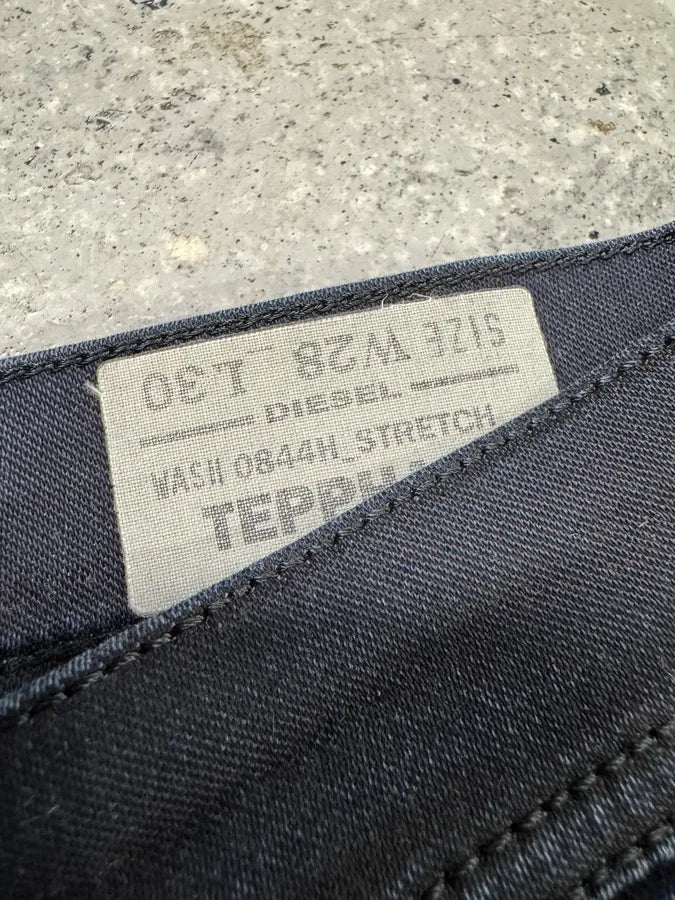 SIZE W28 L30
DIESEL
WASH 0844H_STRETCH
TEPPH